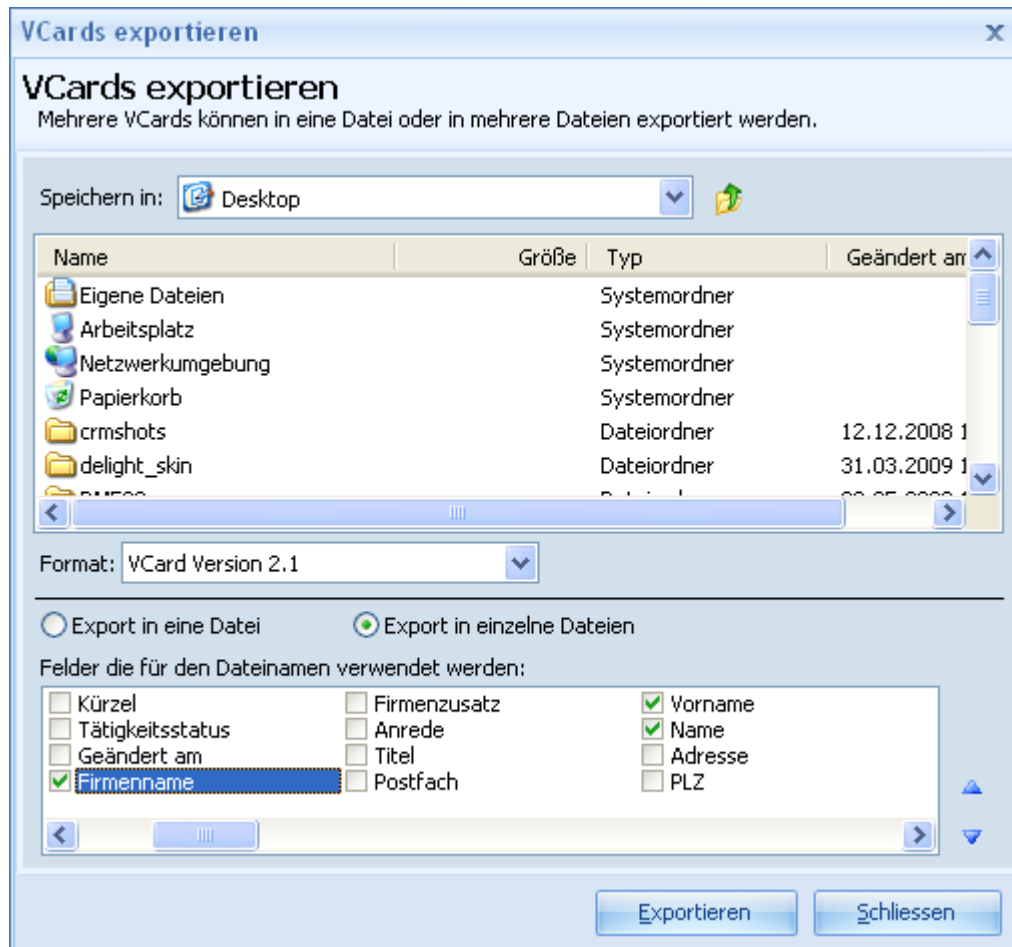 VCards exportieren
VCards exportieren
Mehrere VCards können in eine Datei oder in mehrere Dateien exportiert werden.
Speichern in: Desktop
Name Größe Typ Geändert am
Eigene Dateien Systemordner
Arbeitsplatz Systemordner
Netzwerkumgebung Systemordner
Papierkorb Systemordner
crmshots Dateiordner 12.12.2008 1
delight_skin Dateiordner 31.03.2009 1
Format: VCard Version 2.1
Export in eine Datei Export in einzelne Dateien
Felder die für den Dateinamen verwendet werden:
Kürzel Firmenzusatz Vorname
Tätigkeitsstatus Anrede Name
Geändert am Titel Adresse
Firmenname Postfach PLZ
Exportieren Schliessen